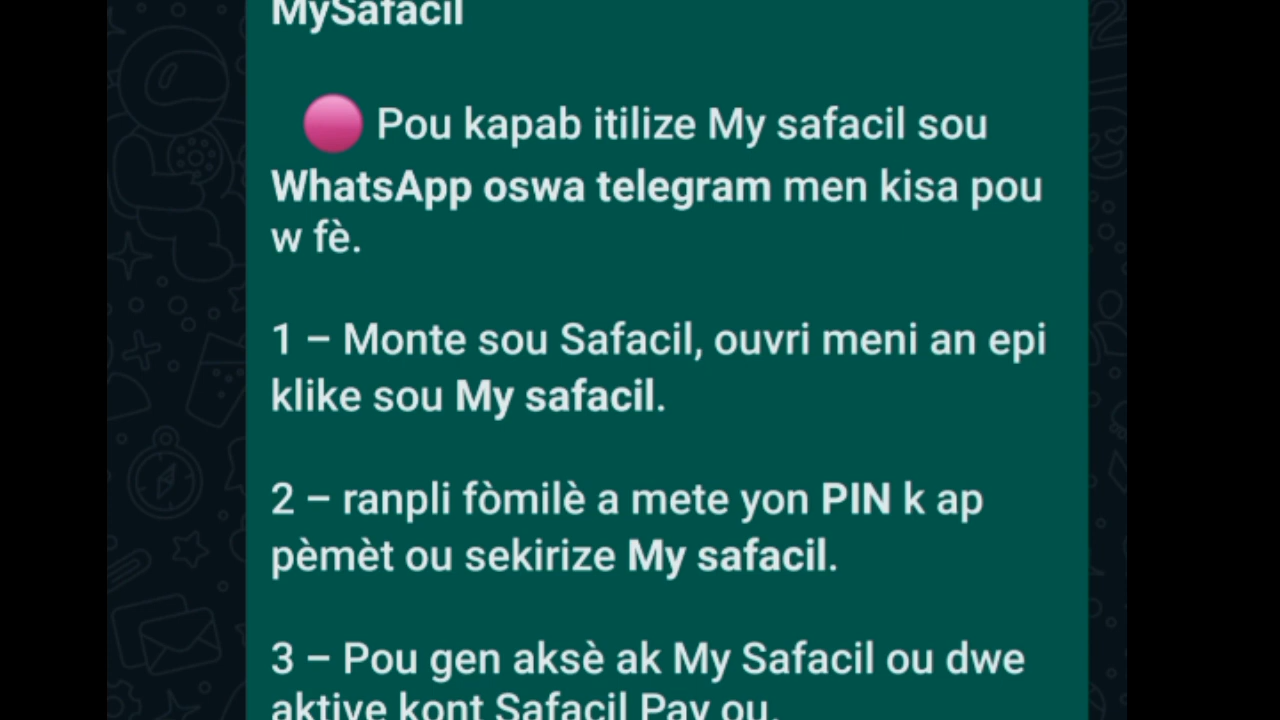 MySafacil
Pou kapab itilize My safacil sou
WhatsApp oswa telegram men kisa pou
w fè.
1 – Monte sou Safacil, ouvri meni an epi
klike sou My safacil.
2 – ranpli fòmilè a mete yon PIN k ap
pèmèt ou sekirize My safacil.
3 – Pou gen aksè ak My Safacil ou dwe
aktive kont Safacil Pay ou.